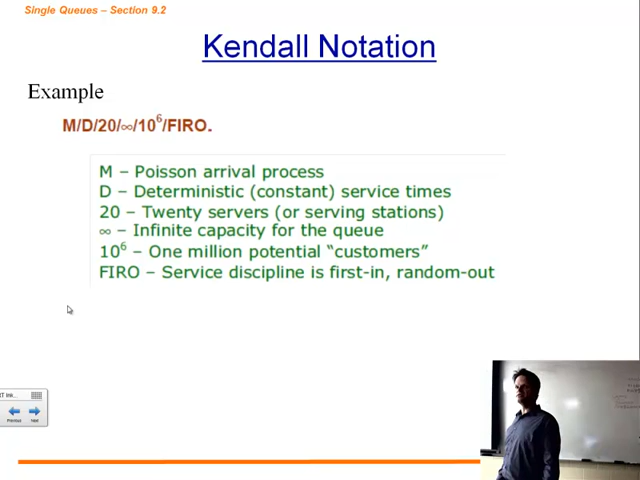 Single Queues – Section 9.2
Kendall Notation
Example
M/D/20/∞/10⁶/FIRO.
M – Poisson arrival process
D – Deterministic (constant) service times
20 – Twenty servers (or serving stations)
∞ – Infinite capacity for the queue
10⁶ – One million potential “customers”
FIRO – Service discipline is first-in, random-out
Previous
Next